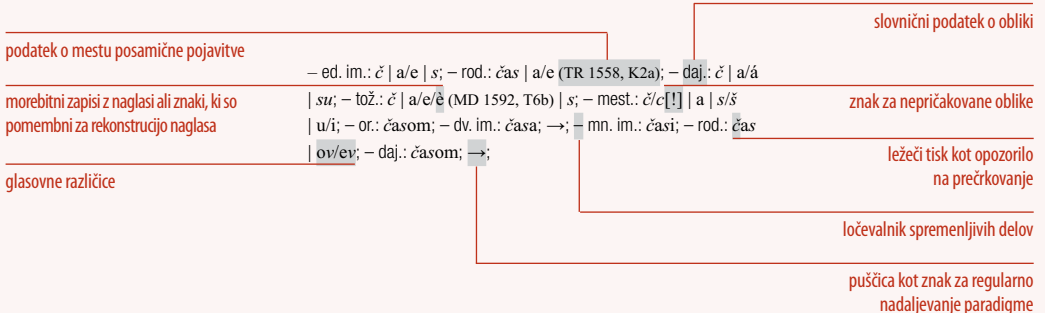 slovnični podatek o obliki
podatek o mestu posamične pojavitve
– ed. im.: č | a/e | s; – rod.: čas | a/e (TR 1558, K2a); – daj.: č | a/á
morebitni zapisi z naglasi ali znaki, ki so
pomembni za rekonstrukcijo naglasa
| su; – tož.: č | a/e/è (MD 1592, T6b) | s; – mest.: č/c[!] | a | s/š
znak za nepričakovane oblike
| u/i; – or.: časom; – dv. im.: časa; →; – mn. im.: časi; – rod.: čas
ležeči tisk kot opozorilo
na prečrkovanje
| ov/ev; – daj.: časom; →;
glasovne različice
ločevalnik spremenljivih delov
puščica kot znak za regularno
nadaljevanje paradigme